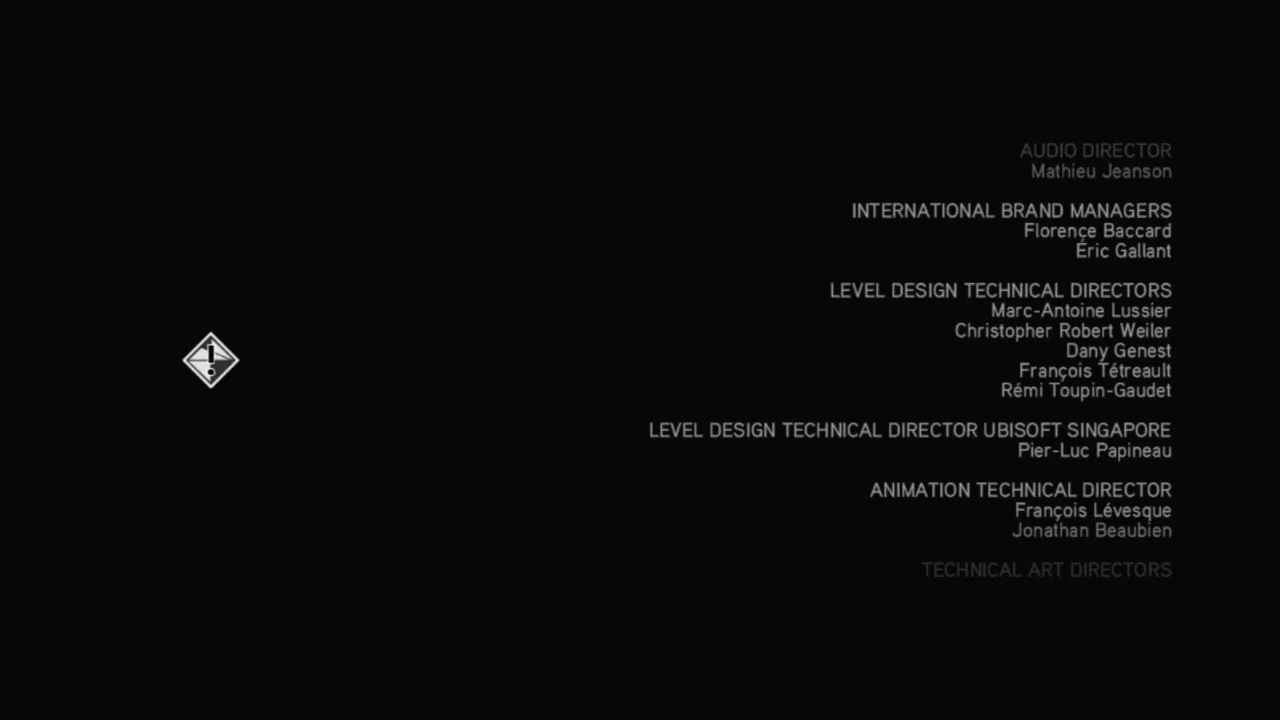 AUDIO DIRECTOR
Mathieu Jeanson
INTERNATIONAL BRAND MANAGERS
Florence Baccard
Éric Gallant
LEVEL DESIGN TECHNICAL DIRECTORS
Marc-Antoine Lussier
Christopher Robert Weiler
Dany Genest
François Tétreault
Rémi Toupin-Gaudet
LEVEL DESIGN TECHNICAL DIRECTOR UBISOFT SINGAPORE
Pier-Luc Papineau
ANIMATION TECHNICAL DIRECTOR
François Lévesque
Jonathan Beaubien
TECHNICAL ART DIRECTORS